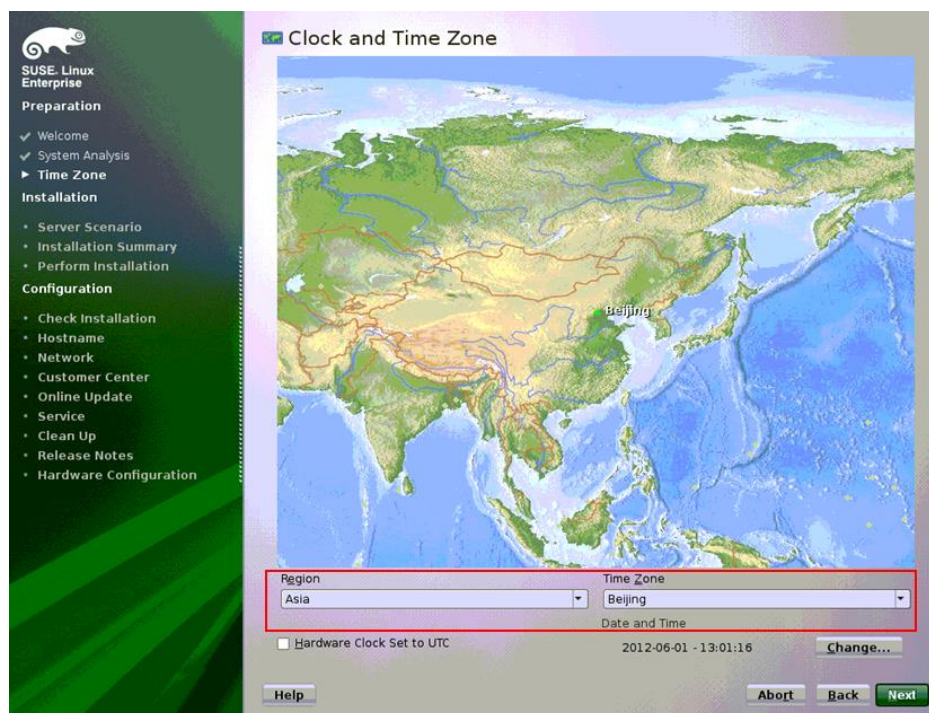 SUSE. Linux
Enterprise
Preparation
Welcome
System Analysis
Time Zone
Installation
Server Scenario
Installation Summary
Perform Installation
Configuration
Check Installation
Hostname
Network
Customer Center
Online Update
Service
Clean Up
Release Notes
Hardware Configuration
Clock and Time Zone
Beijing
Region
Time Zone
Asia
Beijing
Date and Time
Hardware Clock Set to UTC
2012-06-01 - 13:01:16
Change...
Help
Abort
Back
Next